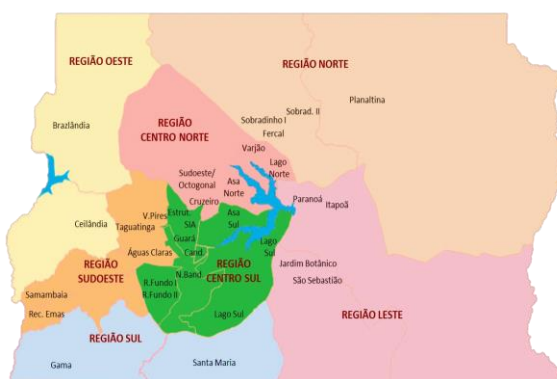 REGIÃO OESTE
REGIÃO NORTE
Planaltina
Sobrad. II
Sobradinho I
Fercal
Brazlândia
REGIÃO
CENTRO NORTE
Varjão
Lago
Norte
Sudoeste/
Octogonal
Cruzeiro
Asa
Norte
Paranoá
Itapoã
V.Pires
Estrut.
SIA
Asa
Sul
Ceilândia
Taguatinga
Guará
Águas Claras
Cand.
Lago
Sul
Jardim Botânico
São Sebastião
REGIÃO
SUDOESTE
N.Band.
REGIÃO
CENTRO SUL
R.Fundo I
R.Fundo II
Samambaia
Rec. Emas
Lago Sul
REGIÃO LESTE
REGIÃO SUL
Gama
Santa Maria